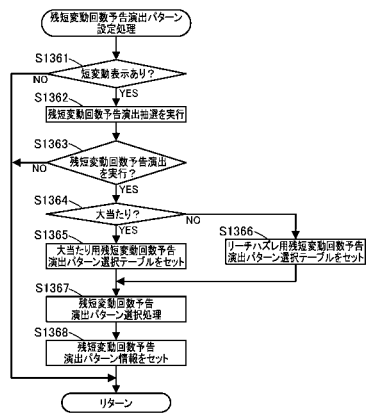 残短変動回数予告演出パターン
設定処理
S1361
短変動表示あり?
NO
YES
S1362
残短変動回数予告演出抽選を実行
S1363
残短変動回数予告演出
を実行?
NO
YES
S1364
大当たり?
NO
YES
S1365
大当たり用残短変動回数予告
演出パターン選択テーブルをセット
S1366
リーチハズレ用残短変動回数予告
演出パターン選択テーブルをセット
S1367
残短変動回数予告
演出パターン選択処理
S1368
残短変動回数予告
演出パターン情報をセット
リターン